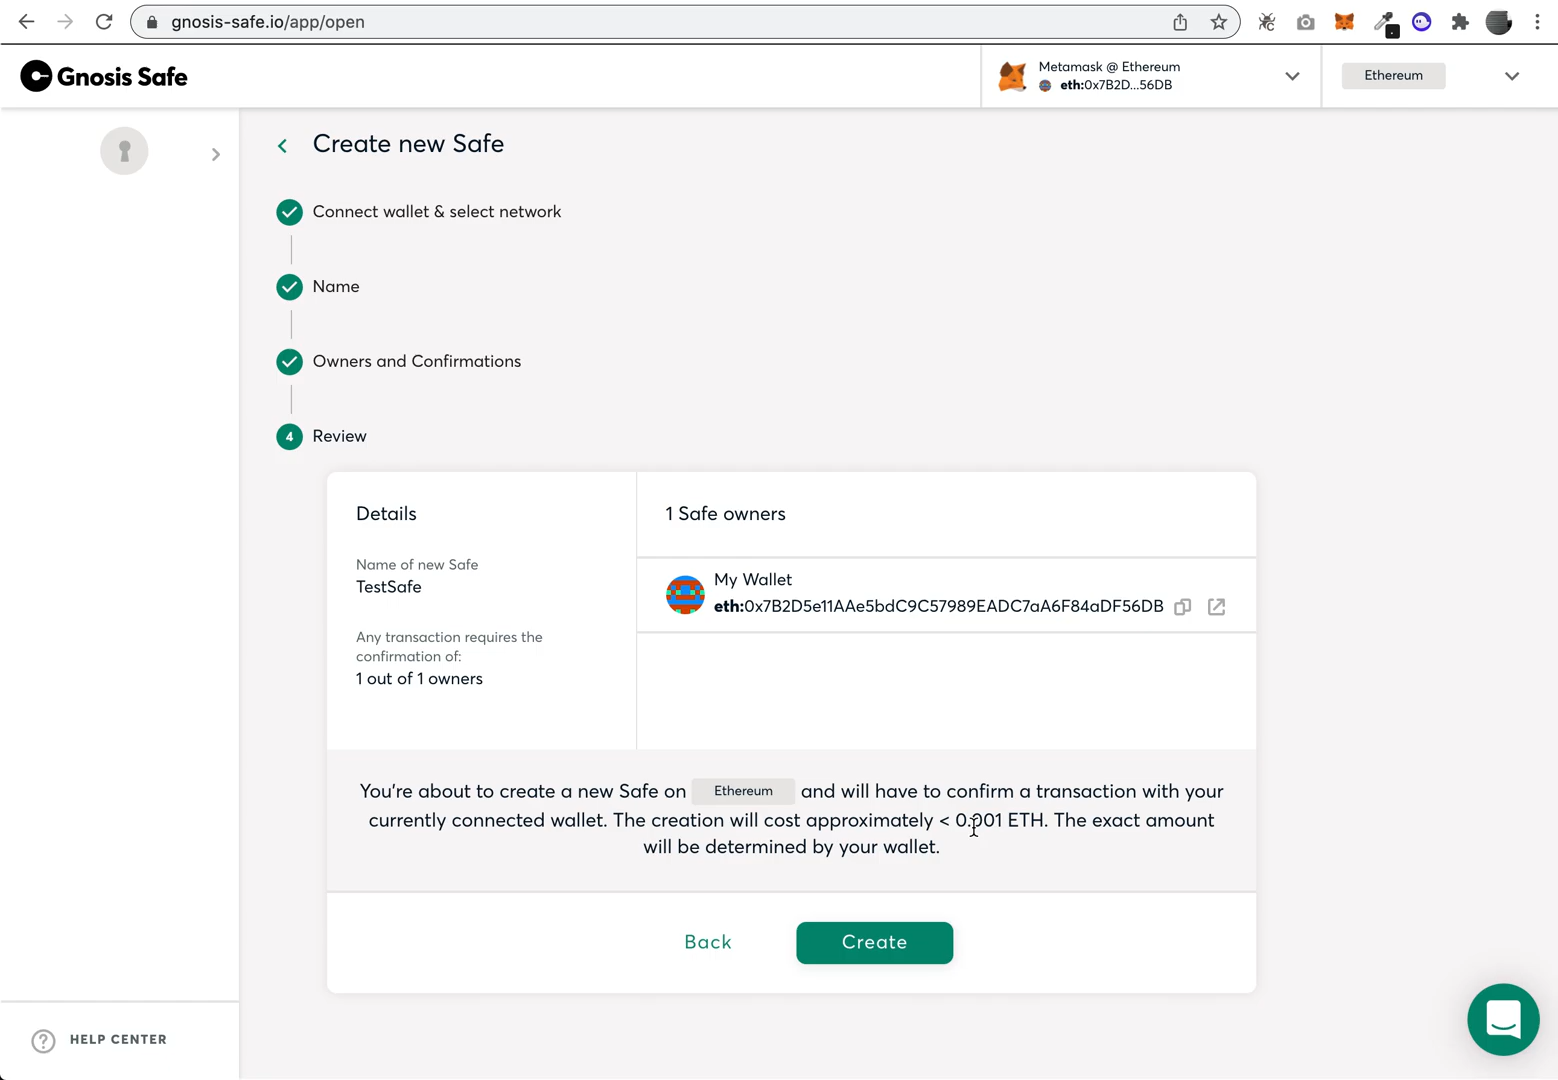 gnosis-safe.io/app/open
Gnosis Safe
Metamask @ Ethereum
eth:0x7B2D...56DB
Ethereum
Create new Safe
Connect wallet & select network
Name
Owners and Confirmations
4 Review
Details
Name of new Safe
TestSafe
Any transaction requires the
confirmation of:
1 out of 1 owners
1 Safe owners
My Wallet
eth:0x7B2D5e11AAe5bdC9C57989EADC7aA6F84aDF56DB
You're about to create a new Safe on Ethereum and will have to confirm a transaction with your
currently connected wallet. The creation will cost approximately < 0.001 ETH. The exact amount
will be determined by your wallet.
Back
Create
? HELP CENTER